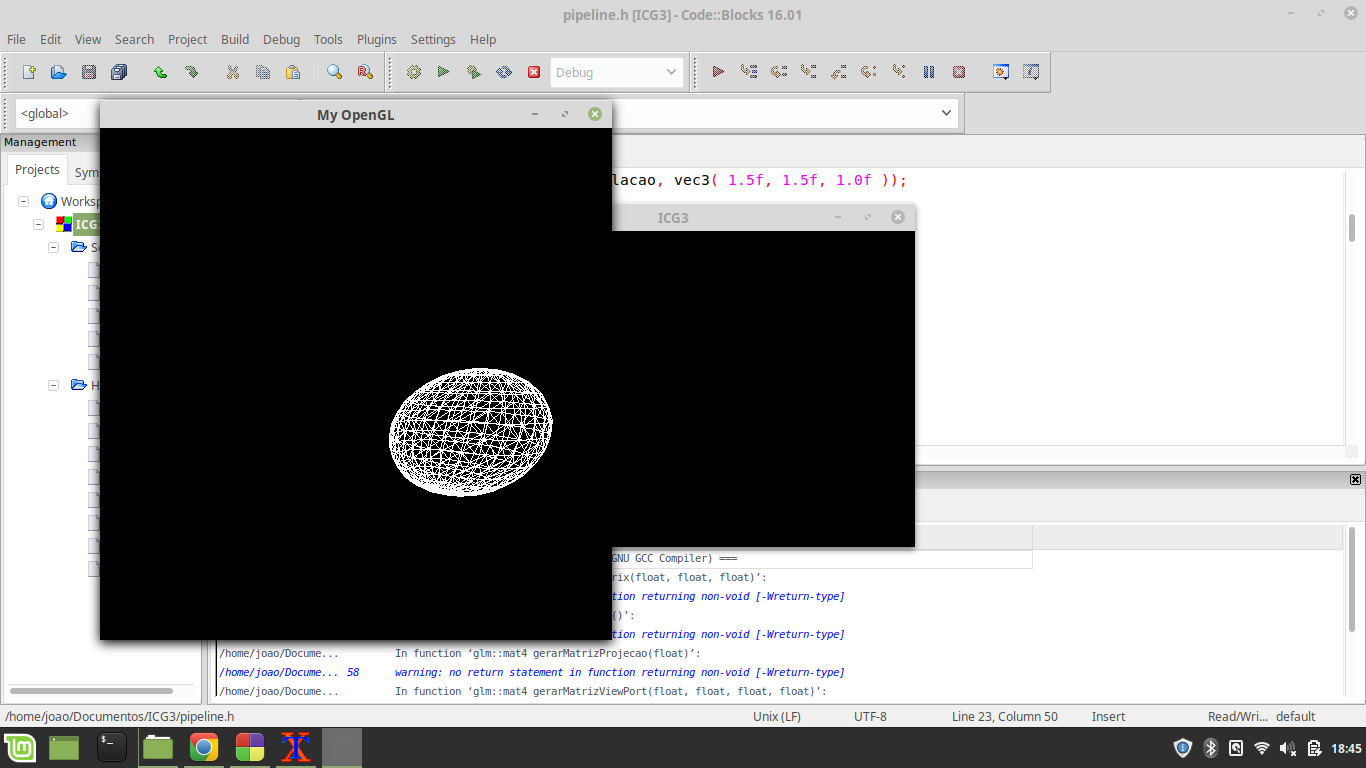 pipeline.h [ICG3] - Code::Blocks 16.01
File Edit View Search Project Build Debug Tools Plugins Settings Help
Debug
<global>
My OpenGL
Management
Projects Sym
lacao, vec3( 1.5f, 1.5f, 1.0f ));
Worksp
ICG3
ICG
S
H
GNU GCC Compiler) ===
rix(float, float, float)’:
tion returning non-void [-Wreturn-type]
()’:
tion returning non-void [-Wreturn-type]
/home/joao/Docume... In function ‘glm::mat4 gerarMatrizProjecao(float)’:
/home/joao/Docume... 58 warning: no return statement in function returning non-void [-Wreturn-type]
/home/joao/Docume... In function ‘glm::mat4 gerarMatrizViewPort(float, float, float, float)’:
/home/joao/Documentos/ICG3/pipeline.h Unix (LF) UTF-8 Line 23, Column 50 Insert Read/Wri... default
18:45